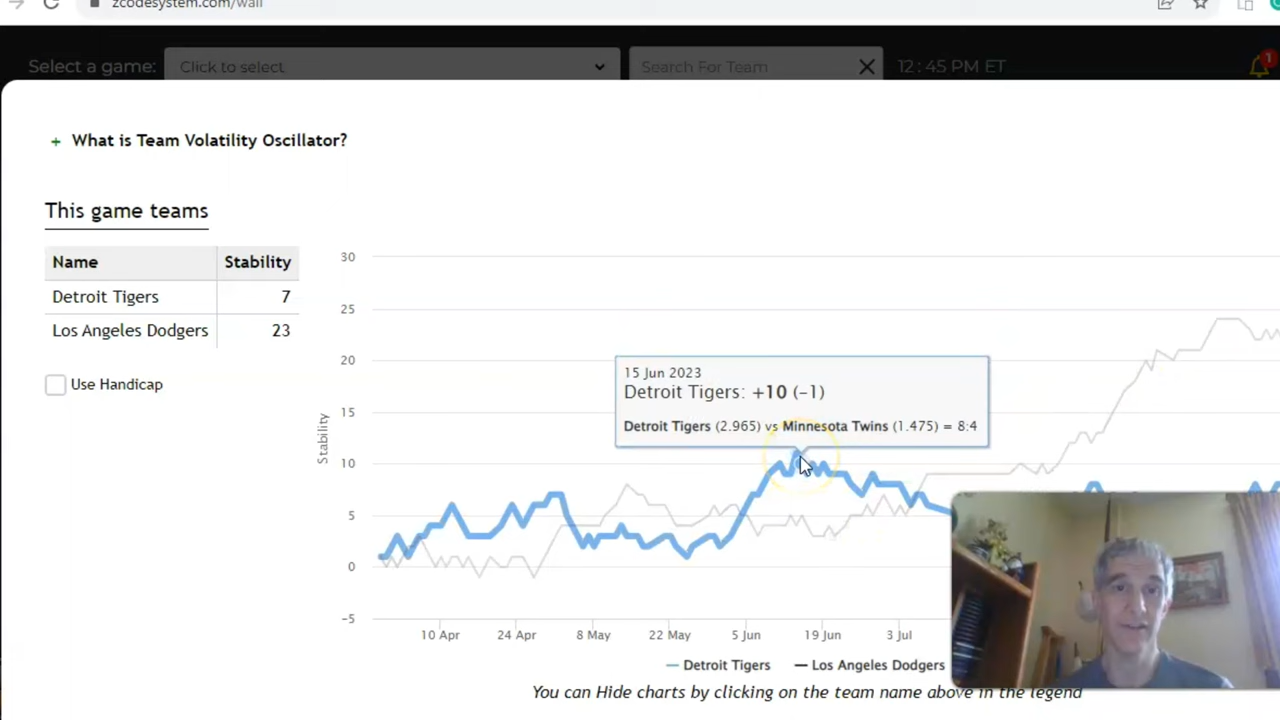 zcodesystem.com/wall
Select a game:
Click to select
Search For Team
12:45 PM ET
1
+ What is Team Volatility Oscillator?
This game teams
Name Stability
Detroit Tigers 7
Los Angeles Dodgers 23
Use Handicap
Stability
30
25
20
15
10
5
0
-5
15 Jun 2023
Detroit Tigers: +10 (-1)
Detroit Tigers (2.965) vs Minnesota Twins (1.475) = 8:4
10 Apr 24 Apr 8 May 22 May 5 Jun 19 Jun 3 Jul
Detroit Tigers Los Angeles Dodgers
You can Hide charts by clicking on the team name above in the legend